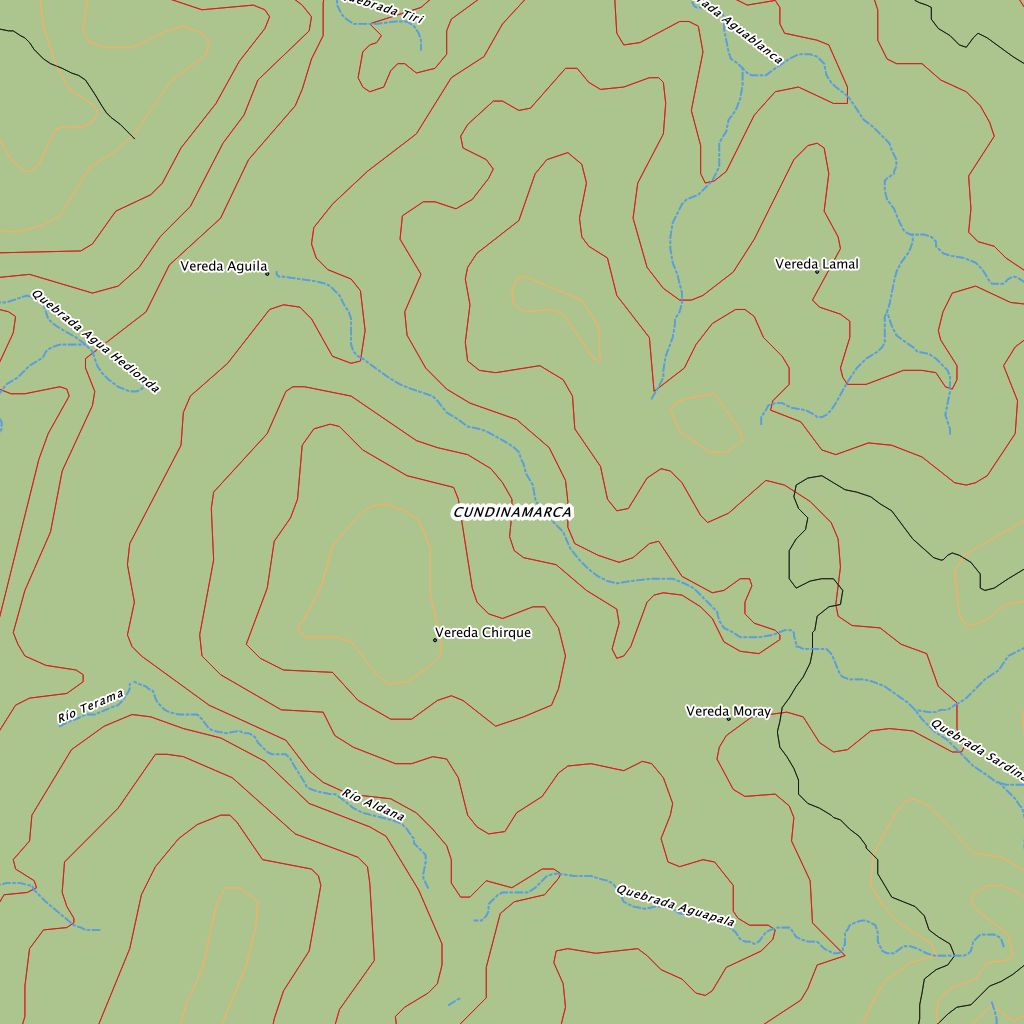 Quebrada Tiri
Aguablanca
Vereda Aguila
Vereda Lamal
Quebrada Agua Hedionda
CUNDINAMARCA
Vereda Chirque
Río Terama
Vereda Moray
Quebrada Sardina
Río Aldana
Quebrada Aguapala